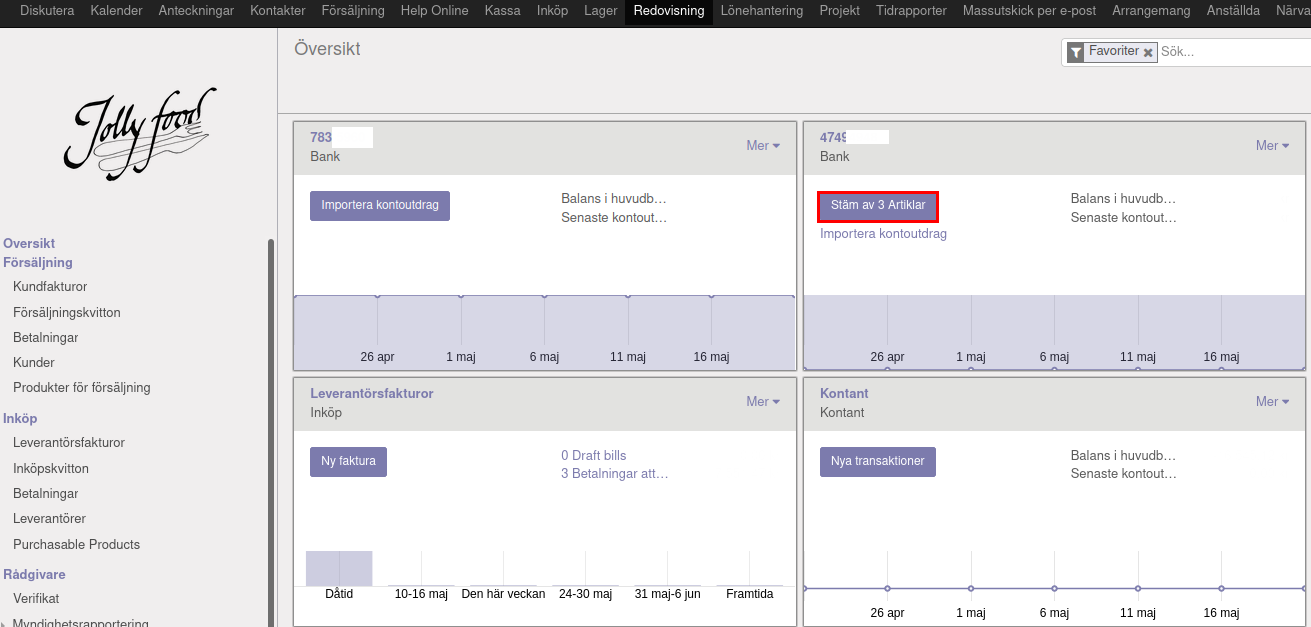 Diskutera Kalender Anteckningar Kontakter Försäljning Help Online Kassa Inköp Lager Redovisning Lönehantering Projekt Tidrapporter Massutskick per e-post Arrangemang Anställda Närva
Översikt
Favoriter Sök...
Jolly food
Oversikt
Försäljning
Kundfakturor
Försäljningskvitton
Betalningar
Kunder
Produkter för försäljning
Inköp
Leverantörsfakturor
Inköpskvitton
Betalningar
Leverantörer
Purchasable Products
Rådgivare
Verifikat
Myndighetsrapportering
783
Bank
Mer
Importera kontoutdrag
Balans i huvudb…
Senaste kontout…
26 apr 1 maj 6 maj 11 maj 16 maj
4749
Bank
Mer
Stäm av 3 Artiklar
Importera kontoutdrag
Balans i huvudb…
Senaste kontout…
26 apr 1 maj 6 maj 11 maj 16 maj
Leverantörsfakturor
Inköp
Mer
Ny faktura
0 Draft bills
3 Betalningar att…
Dåtid 10-16 maj Den här veckan 24-30 maj 31 maj-6 jun Framtida
Kontant
Kontant
Mer
Nya transaktioner
Balans i huvudb…
Senaste kontout…
26 apr 1 maj 6 maj 11 maj 16 maj